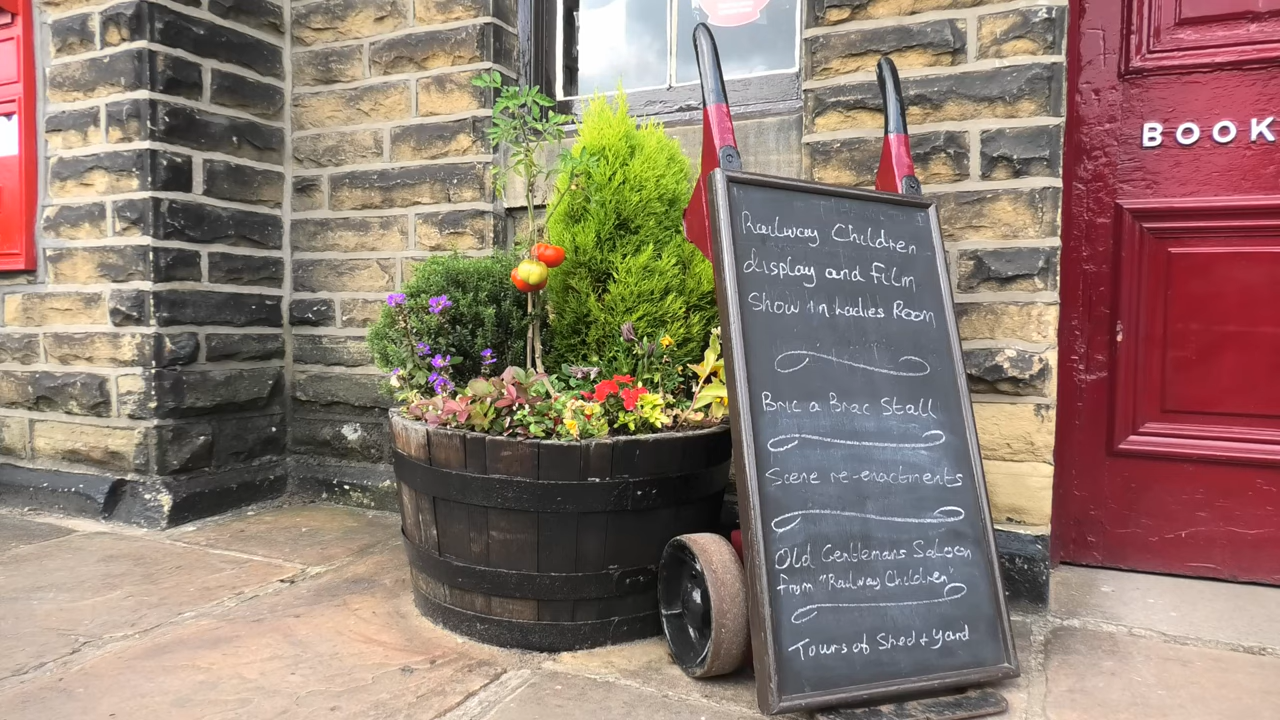 BOOK
Railway Children
display and Film
Show in Ladies Room
Bric a Brac Stall
Scene re-enactments
Old Gentlemans Saloon
from "Railway Children"
Tours of Shed + Yard